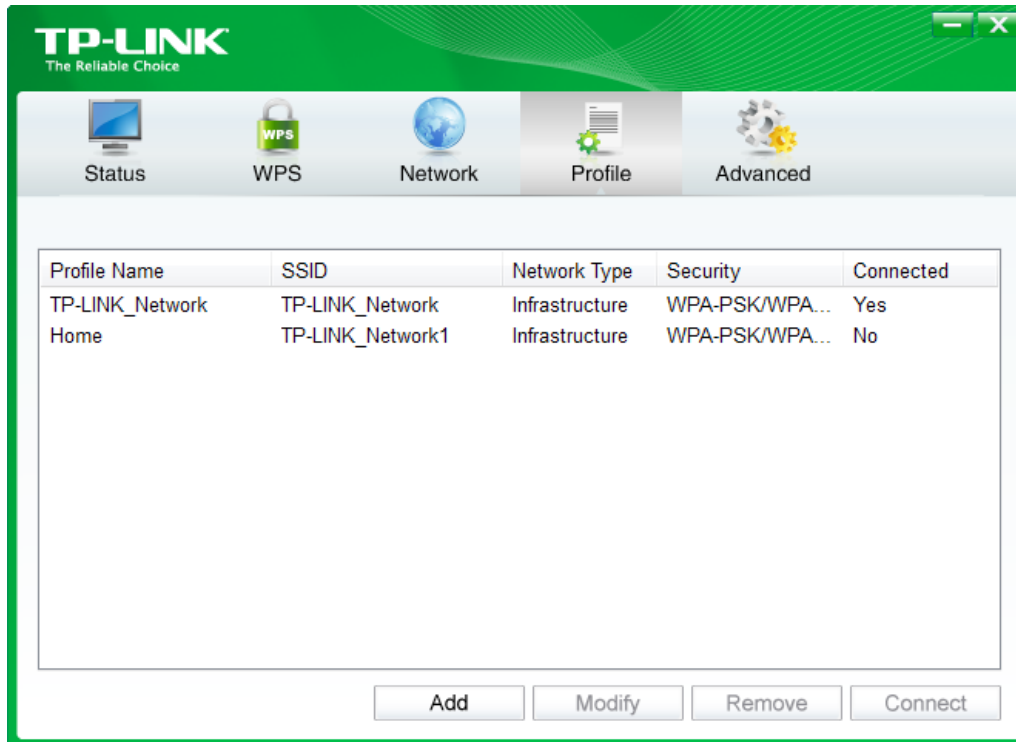 TP-LINK
The Reliable Choice
WPS
Status WPS Network Profile Advanced
Profile Name SSID Network Type Security Connected
TP-LINK_Network TP-LINK_Network Infrastructure WPA-PSK/WPA... Yes
Home TP-LINK_Network1 Infrastructure WPA-PSK/WPA... No
Add Modify Remove Connect